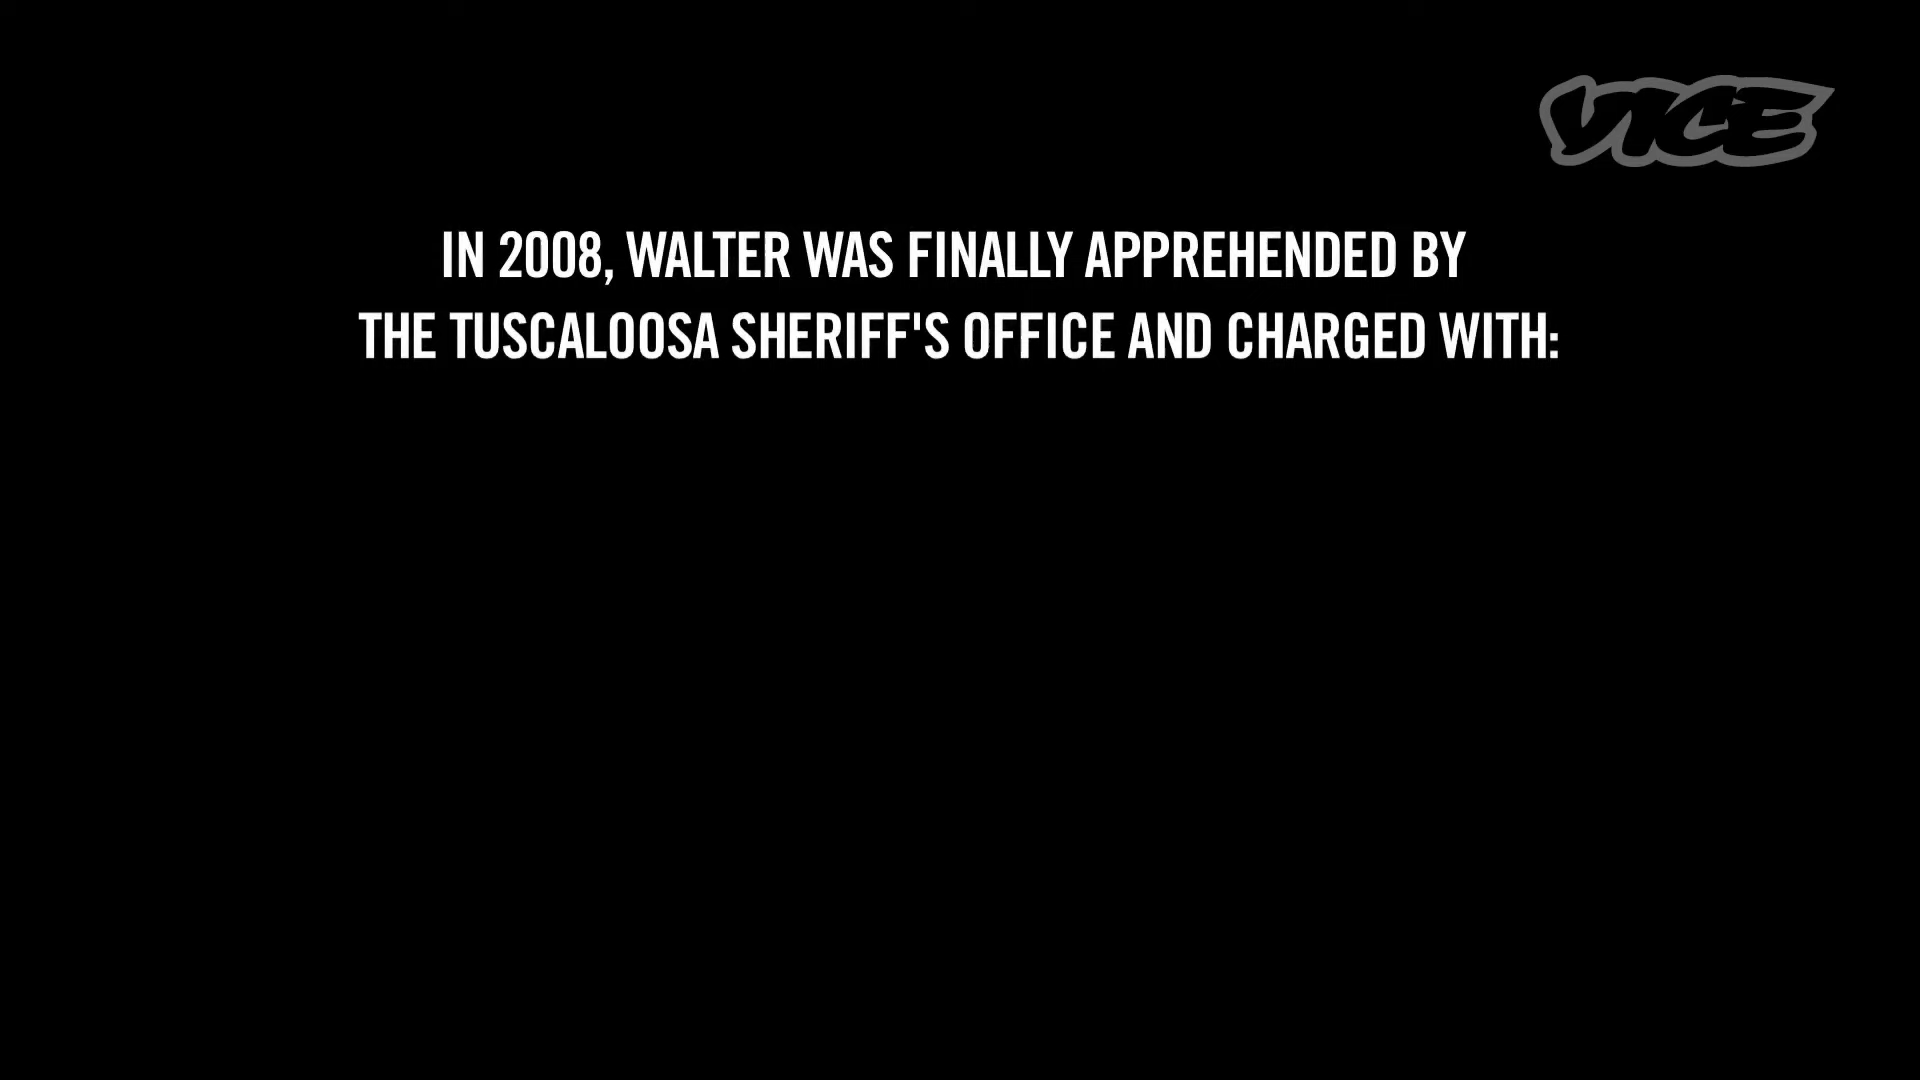 VICE
IN 2008, WALTER WAS FINALLY APPREHENDED BY
THE TUSCALOOSA SHERIFF'S OFFICE AND CHARGED WITH: